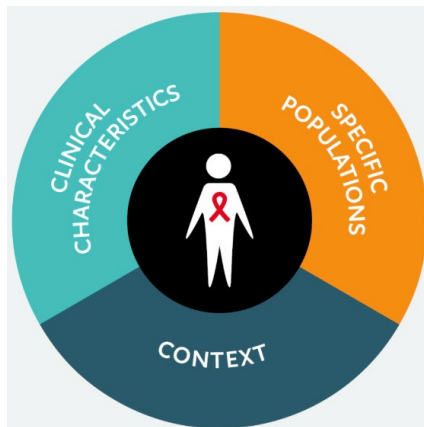 CLINICAL
CHARACTERISTICS
SPECIFIC
POPULATIONS
CONTEXT